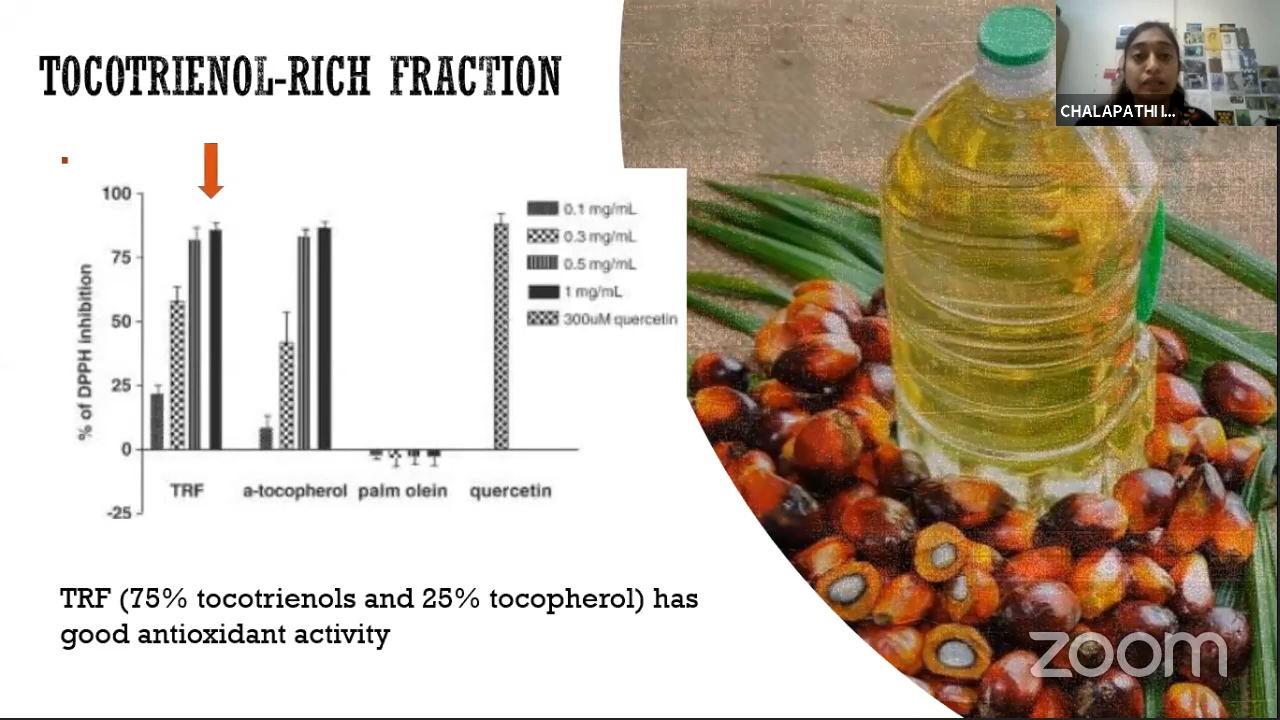 TOCOTRIENOL-RICH FRACTION
CHALAPATHI I...
100
75
50
25
0
-25
% of DPPH inhibition
0.1 mg/mL
0.3 mg/mL
0.5 mg/mL
1 mg/mL
300uM quercetin
TRF a-tocopherol palm olein quercetin
TRF (75% tocotrienols and 25% tocopherol) has
good antioxidant activity
zoom